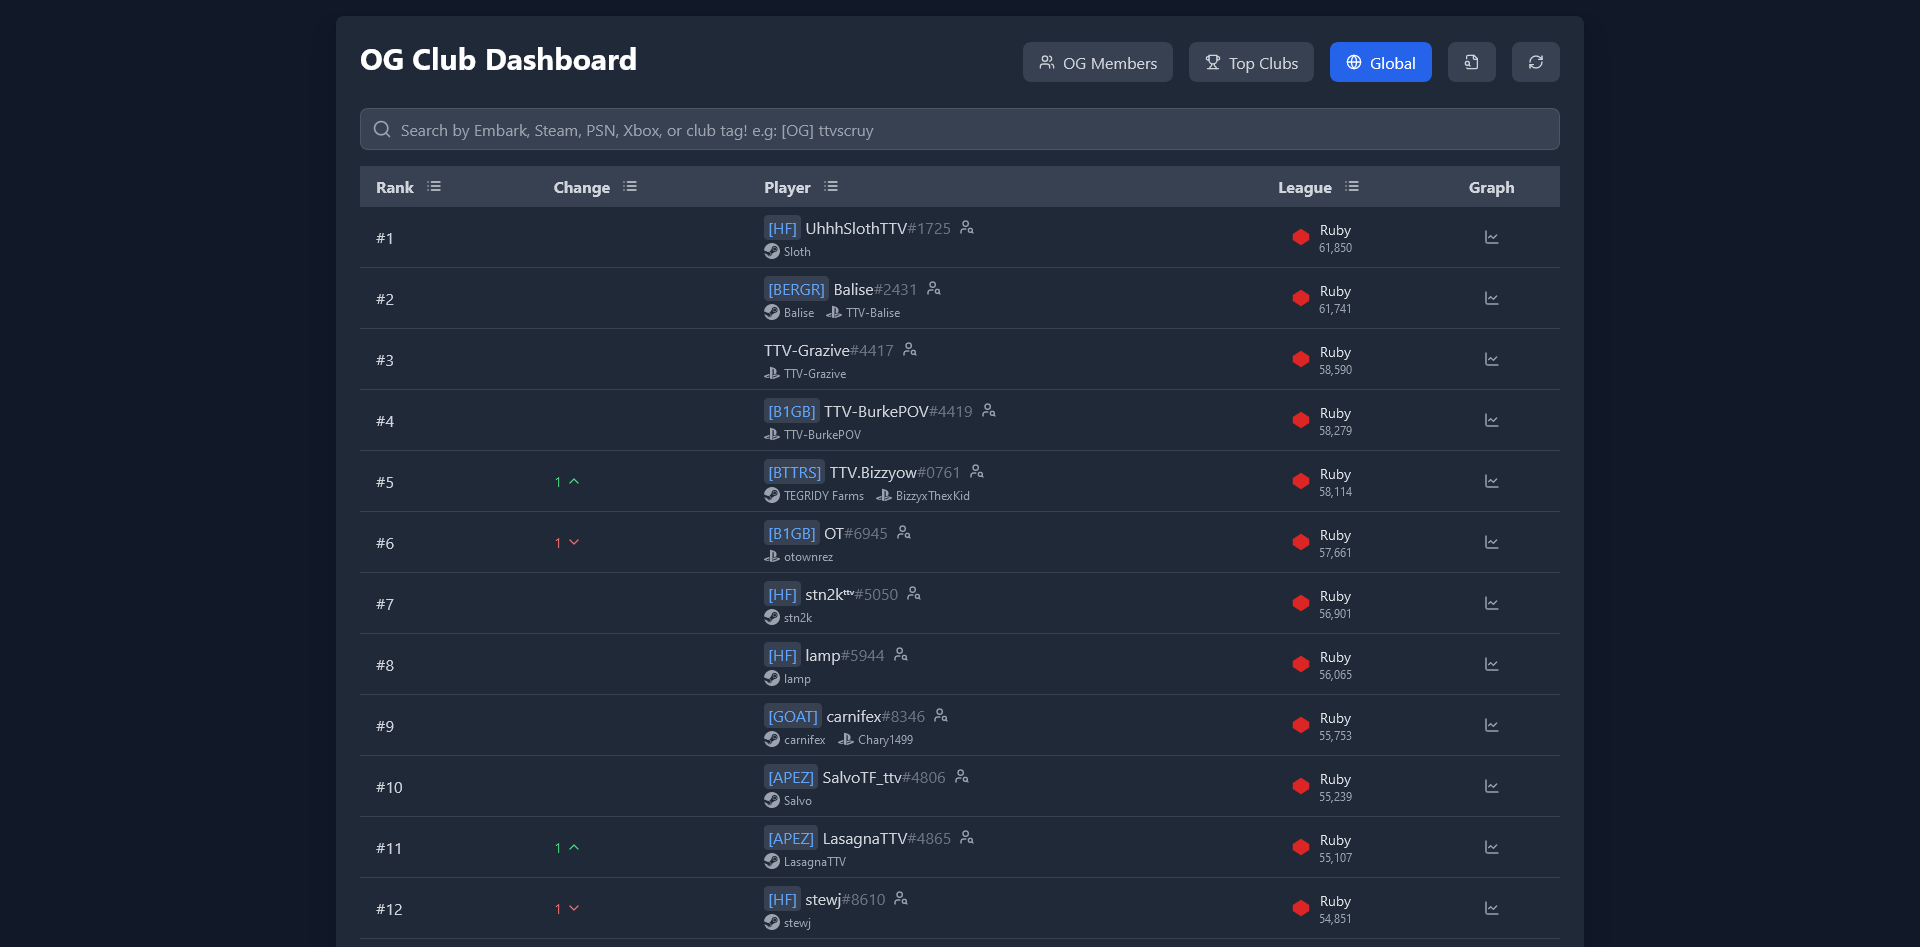 OG Club Dashboard
OG Members
Top Clubs
Global
Search by Embark, Steam, PSN, Xbox, or club tag! e.g: [OG] ttvscruy
Rank Change Player League Graph
#1 [HF] UhhhSlothTTV#1725 Ruby
Sloth 61,850
#2 [BERGR] Balise#2431 Ruby
Balise TTV-Balise 61,741
#3 TTV-Grazive#4417 Ruby
TTV-Grazive 58,590
#4 [B1GB] TTV-BurkePOV#4419 Ruby
TTV-BurkePOV 58,279
#5 1 [BTTRS] TTV.Bizzyow#0761 Ruby
TEGRIDY Farms BizzyxThexKid 58,114
#6 1 [B1GB] OT#6945 Ruby
otownrez 57,661
#7 [HF] stn2kᵗᵗᵛ#5050 Ruby
stn2k 56,901
#8 [HF] lamp#5944 Ruby
lamp 56,065
#9 [GOAT] carnifex#8346 Ruby
carnifex Chary1499 55,753
#10 [APEZ] SalvoTF_ttv#4806 Ruby
Salvo 55,239
#11 1 [APEZ] LasagnaTTV#4865 Ruby
LasagnaTTV 55,107
#12 1 [HF] stewj#8610 Ruby
stewj 54,851